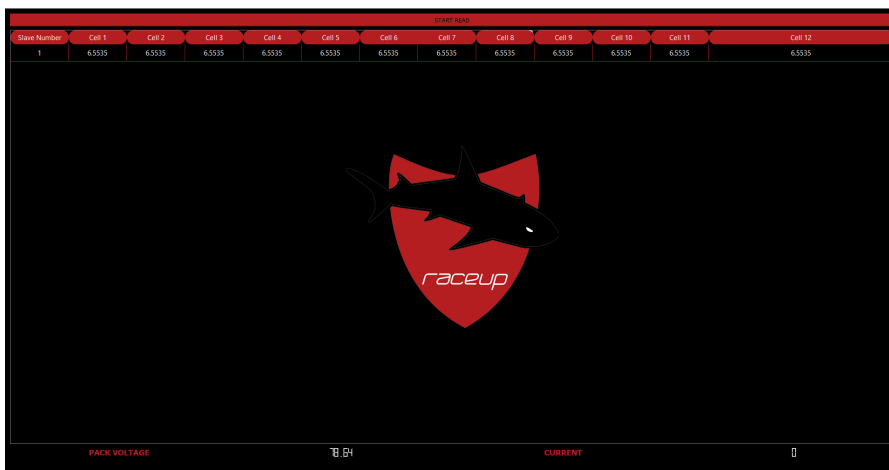 START READ
Slave Number Cell 1 Cell 2 Cell 3 Cell 4 Cell 5 Cell 6 Cell 7 Cell 8 Cell 9 Cell 10 Cell 11 Cell 12
1 6.5535 6.5535 6.5535 6.5535 6.5535 6.5535 6.5535 6.5535 6.5535 6.5535 6.5535 6.5535
raceup
PACK VOLTAGE 78.64 CURRENT 0